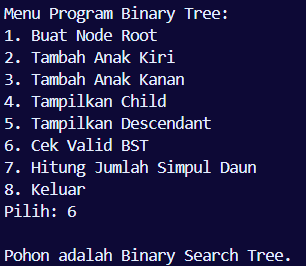 Menu Program Binary Tree:
1. Buat Node Root
2. Tambah Anak Kiri
3. Tambah Anak Kanan
4. Tampilkan Child
5. Tampilkan Descendant
6. Cek Valid BST
7. Hitung Jumlah Simpul Daun
8. Keluar
Pilih: 6
Pohon adalah Binary Search Tree.